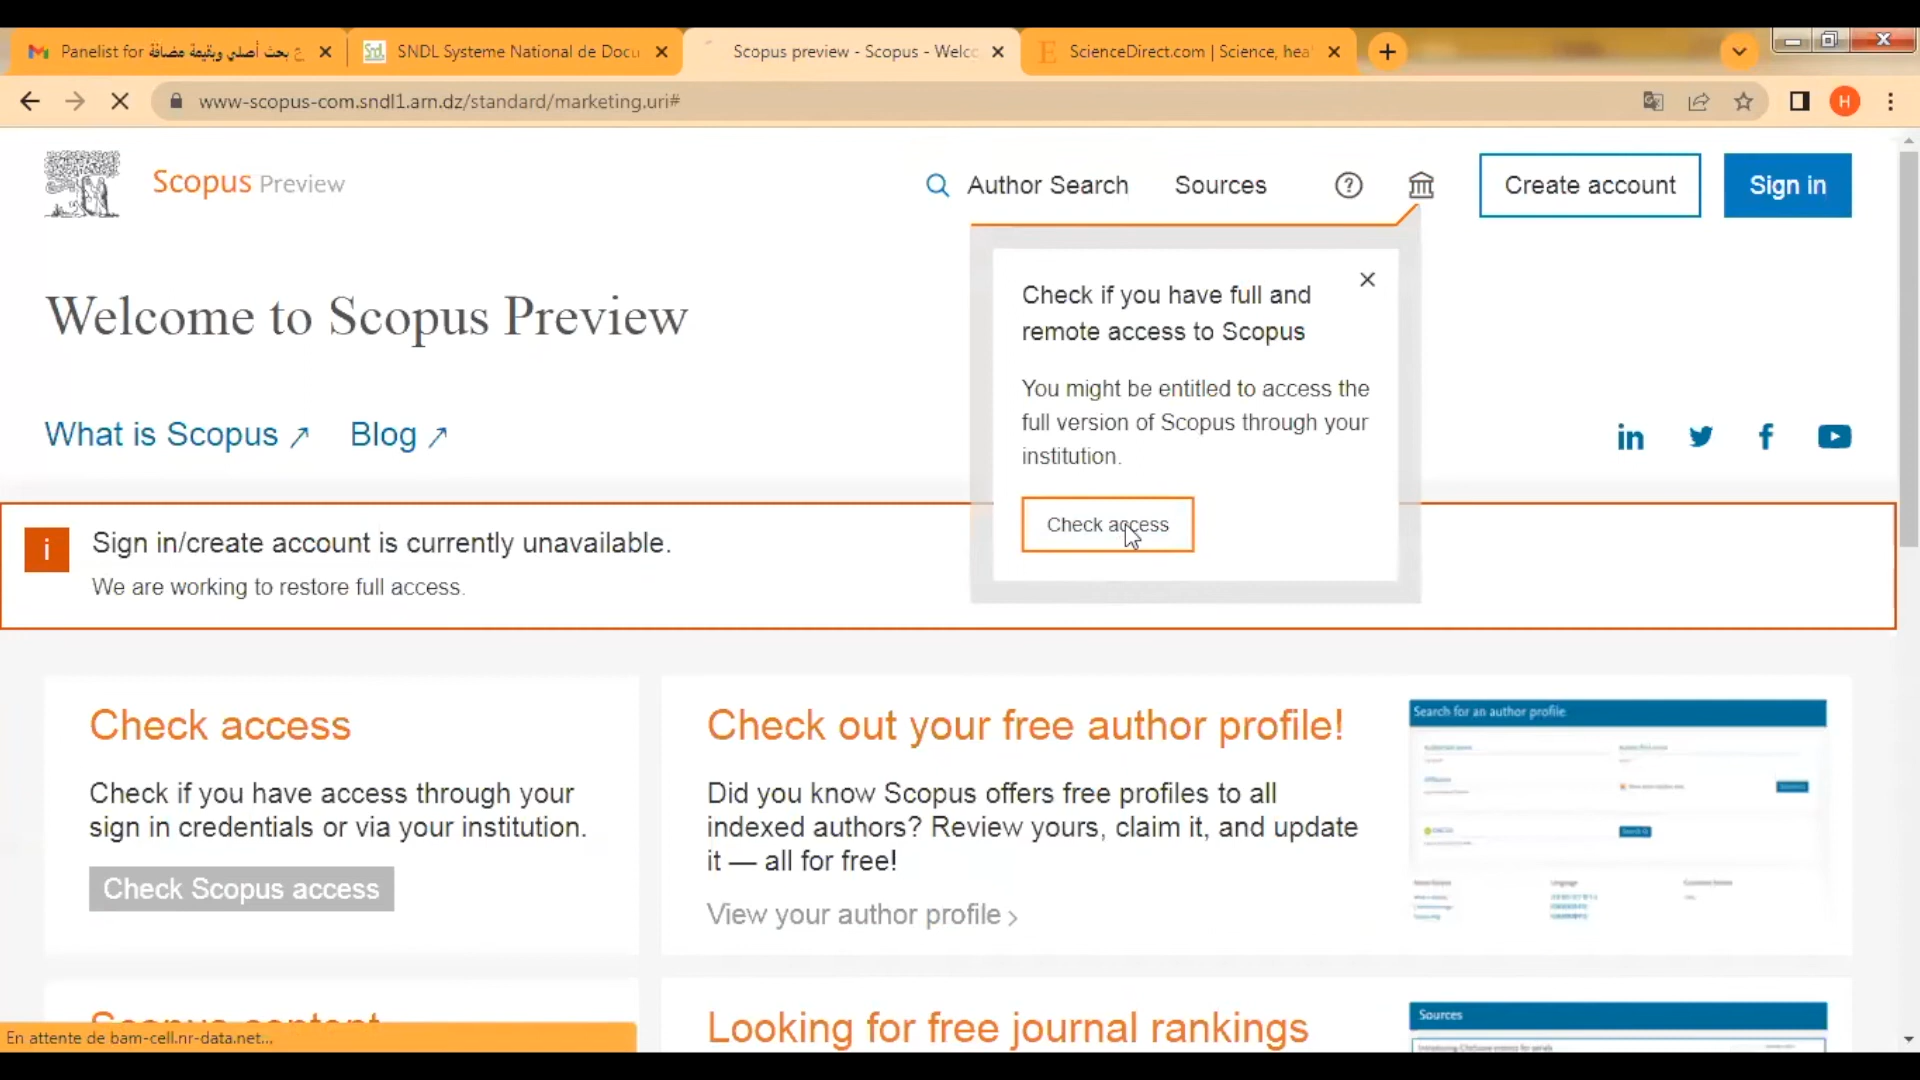 Panelist for ج بحث أصلي وبقيمة مضافة
SNDL Systeme National de Docu
Scopus preview - Scopus - Welco
ScienceDirect.com | Science, hea
www-scopus-com.sndl1.arn.dz/standard/marketing.uri#
H
Scopus Preview
Author Search
Sources
Create account
Sign in
Welcome to Scopus Preview
Check if you have full and
remote access to Scopus
You might be entitled to access the
full version of Scopus through your
institution.
Check access
What is Scopus ↗
Blog ↗
Sign in/create account is currently unavailable.
We are working to restore full access.
Check access
Check if you have access through your
sign in credentials or via your institution.
Check Scopus access
Check out your free author profile!
Did you know Scopus offers free profiles to all
indexed authors? Review yours, claim it, and update
it — all for free!
View your author profile >
Search for an author profile
Scopus content
Looking for free journal rankings
Sources
En attente de bam-cell.nr-data.net...